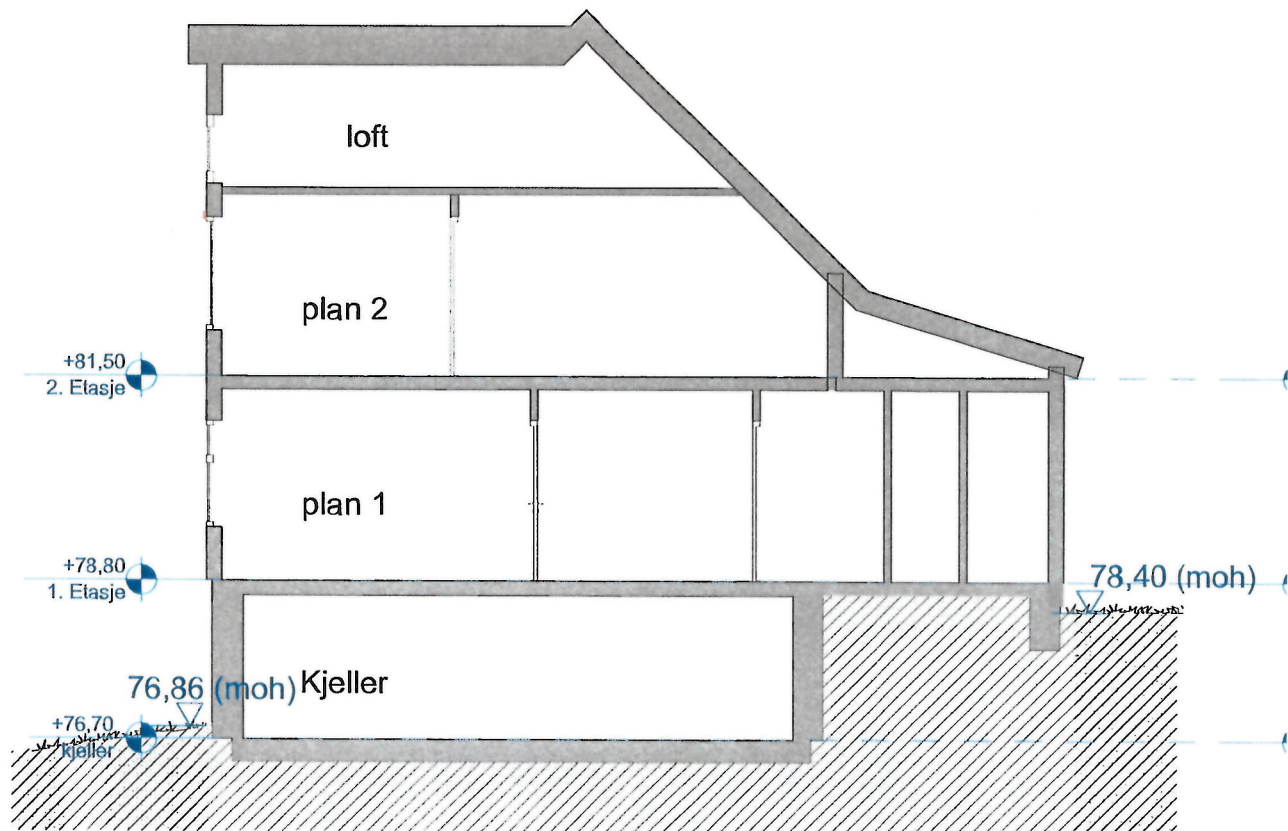 loft
plan 2
+81,50
2. Etasje
plan 1
+78,80
1. Etasje
78,40 (moh)
Kjeller
76,86 (moh)
+76,70
kjeller